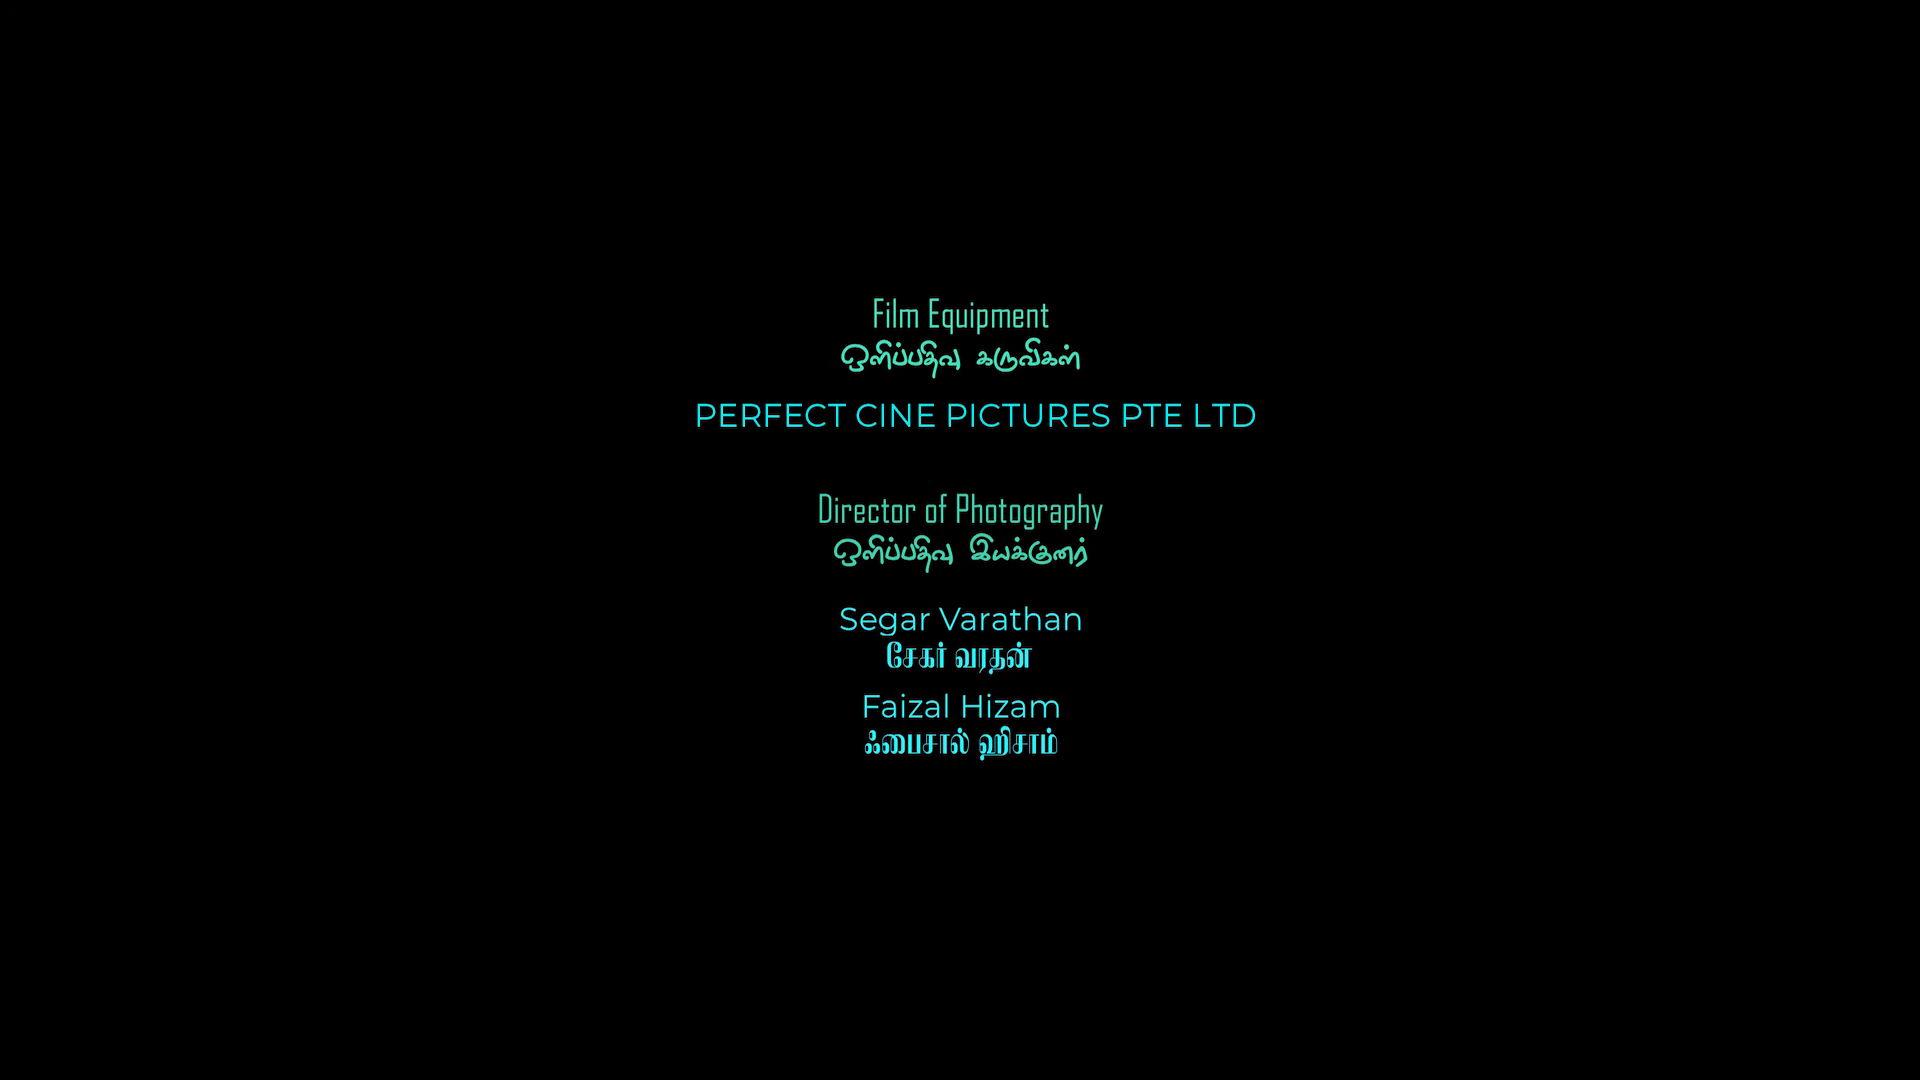 Film Equipment
ஒளிப்பதிவு கருவிகள்
PERFECT CINE PICTURES PTE LTD
Director of Photography
ஒளிப்பதிவு இயக்குனர்
Segar Varathan
சேகர் வரதன்
Faizal Hizam
ஃபைசால் ஹிசாம்